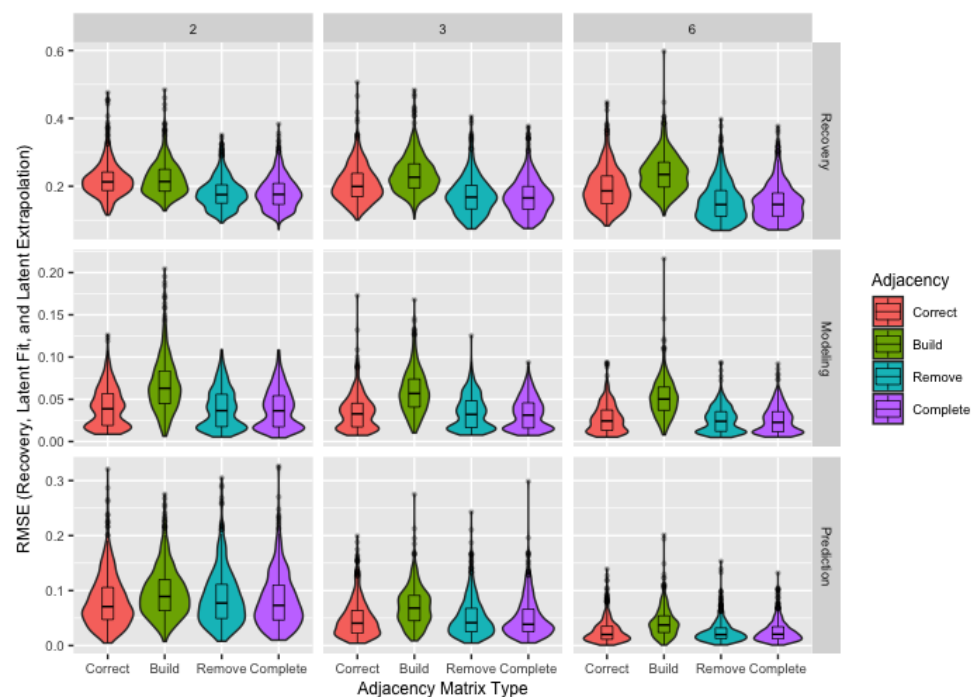 2
3
6
RMSE (Recovery, Latent Fit, and Latent Extrapolation)
0.6
0.4
0.2
Recovery
0.20
0.15
0.10
0.05
0.00
Modeling
0.3
0.2
0.1
0.0
Prediction
Correct Build Remove Complete
Correct Build Remove Complete
Correct Build Remove Complete
Adjacency Matrix Type
Adjacency
Correct
Build
Remove
Complete